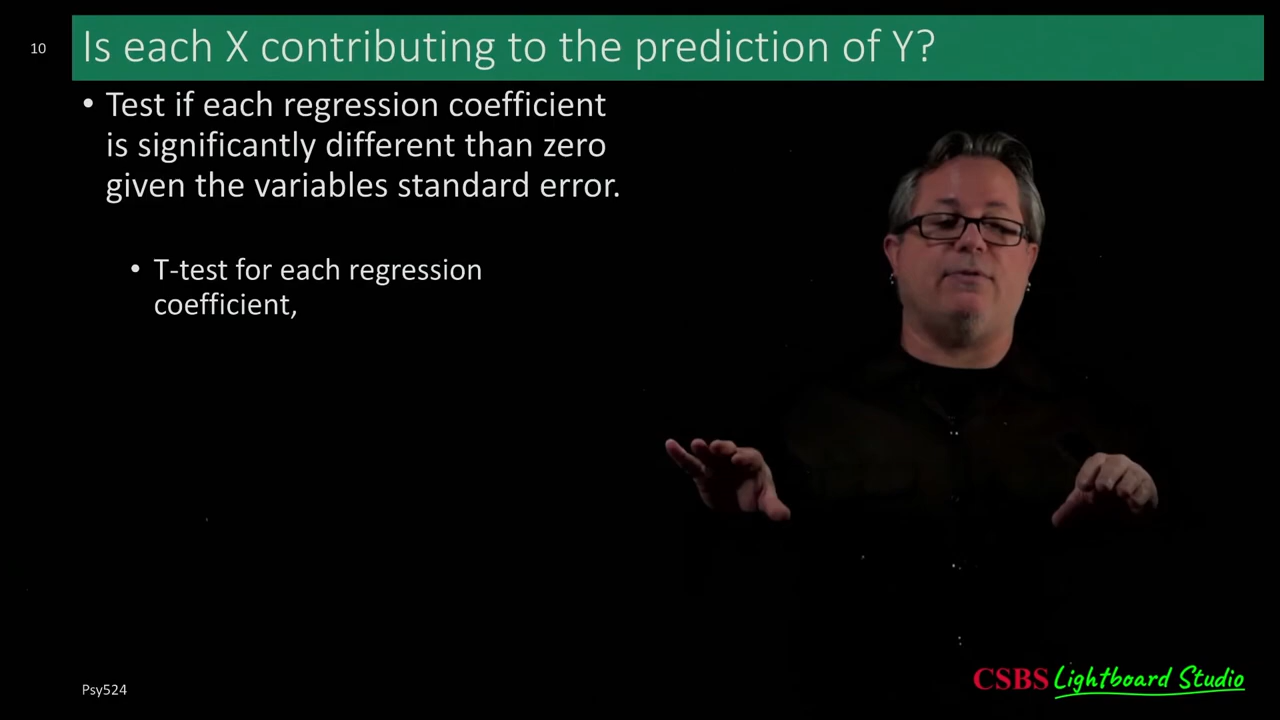 10
Is each X contributing to the prediction of Y?
• Test if each regression coefficient
is significantly different than zero
given the variables standard error.
• T-test for each regression
coefficient,
Psy524
CSBS Lightboard Studio